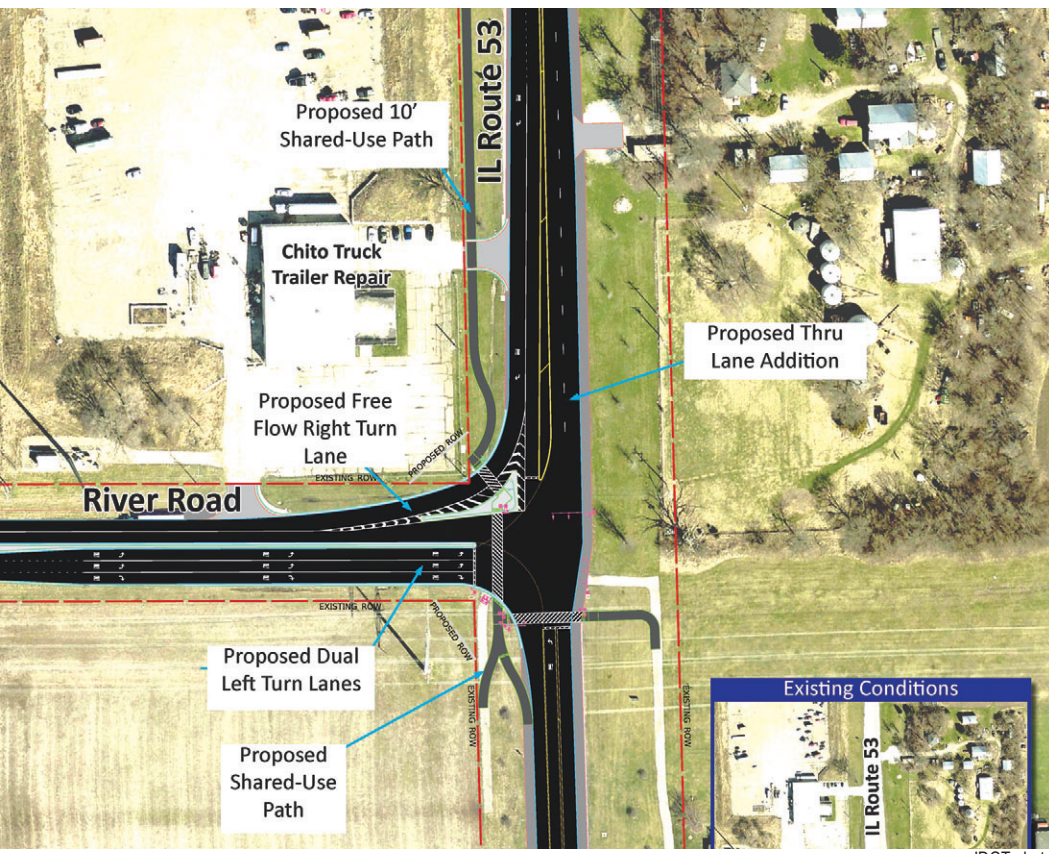 IL Route 53
Proposed 10'
Shared-Use Path
Chito Truck
Trailer Repair
Proposed Thru
Lane Addition
Proposed Free
Flow Right Turn
Lane
PROPOSED ROW
EXISTING ROW
River Road
EXISTING ROW
PROPOSED ROW
Proposed Dual
Left Turn Lanes
EXISTING ROW
EXISTING ROW
Proposed
Shared-Use
Path
Existing Conditions
IL Route 53